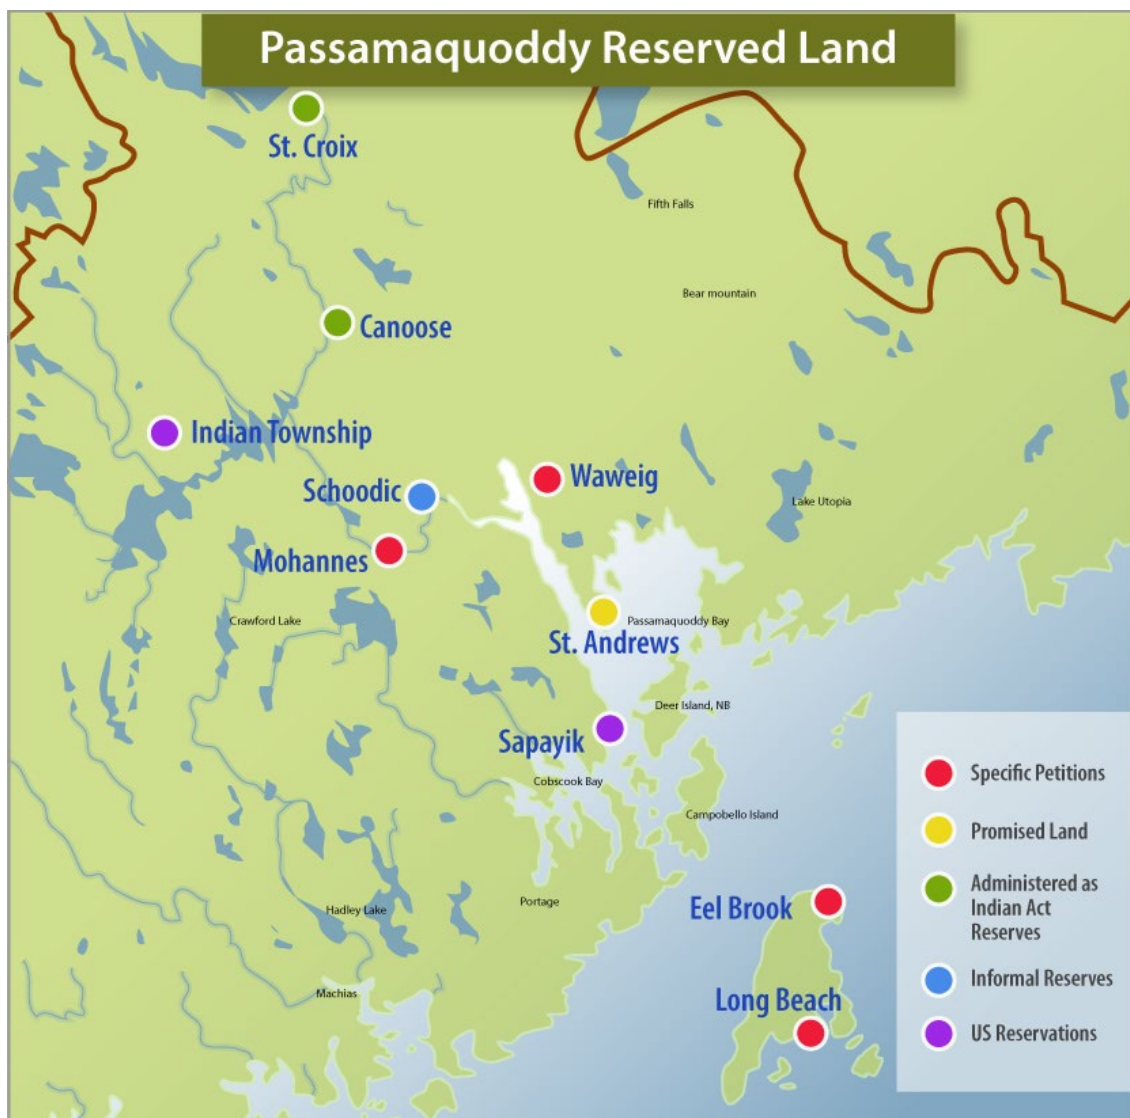 Passamaquoddy Reserved Land
St. Croix
Fifth Falls
Bear mountain
Canoose
Indian Township
Waweig
Schoodic
Lake Utopia
Mohannes
Crawford Lake
Passamaquoddy Bay
St. Andrews
Deer Island, NB
Sapayik
Cobscook Bay
Campobello Island
Portage
Eel Brook
Hadley Lake
Machias
Long Beach
Specific Petitions
Promised Land
Administered as
Indian Act
Reserves
Informal Reserves
US Reservations